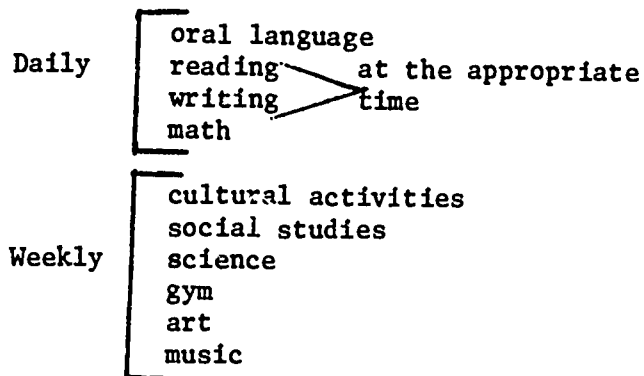 oral language
Daily reading at the appropriate
writing time
math
cultural activities
social studies
Weekly science
gym
art
music